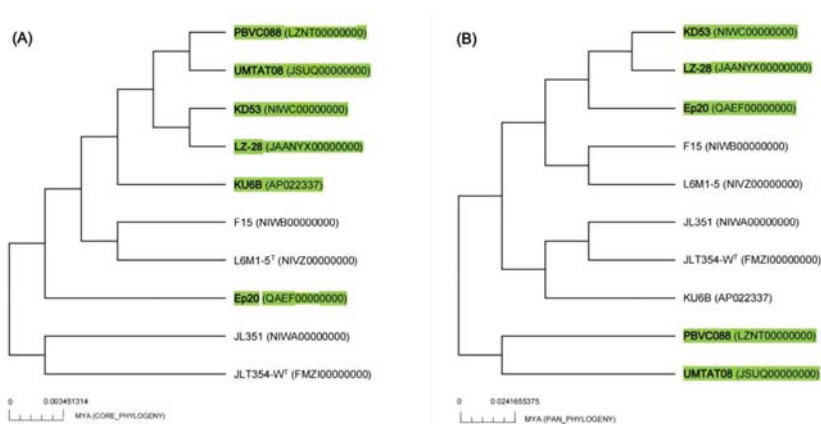 (A)
PBVC088 (LZNT00000000)
UMTAT08 (JSUQ00000000)
KD53 (NIWC00000000)
LZ-28 (JAANYX00000000)
KU6B (AP022337)
F15 (NIWB00000000)
L6M1-5ᵀ (NIVZ00000000)
Ep20 (QAEF00000000)
JL351 (NIWA00000000)
JLT354-Wᵀ (FMZI00000000)
0 0.003451314
MYA (CORE_PHYLOGENY)
(B)
KD53 (NIWC00000000)
LZ-28 (JAANYX00000000)
Ep20 (QAEF00000000)
F15 (NIWB00000000)
L6M1-5 (NIVZ00000000)
JL351 (NIWA00000000)
JLT354-Wᵀ (FMZI00000000)
KU6B (AP022337)
PBVC088 (LZNT00000000)
UMTAT08 (JSUQ00000000)
0 0.0241655375
MYA (PAN_PHYLOGENY)